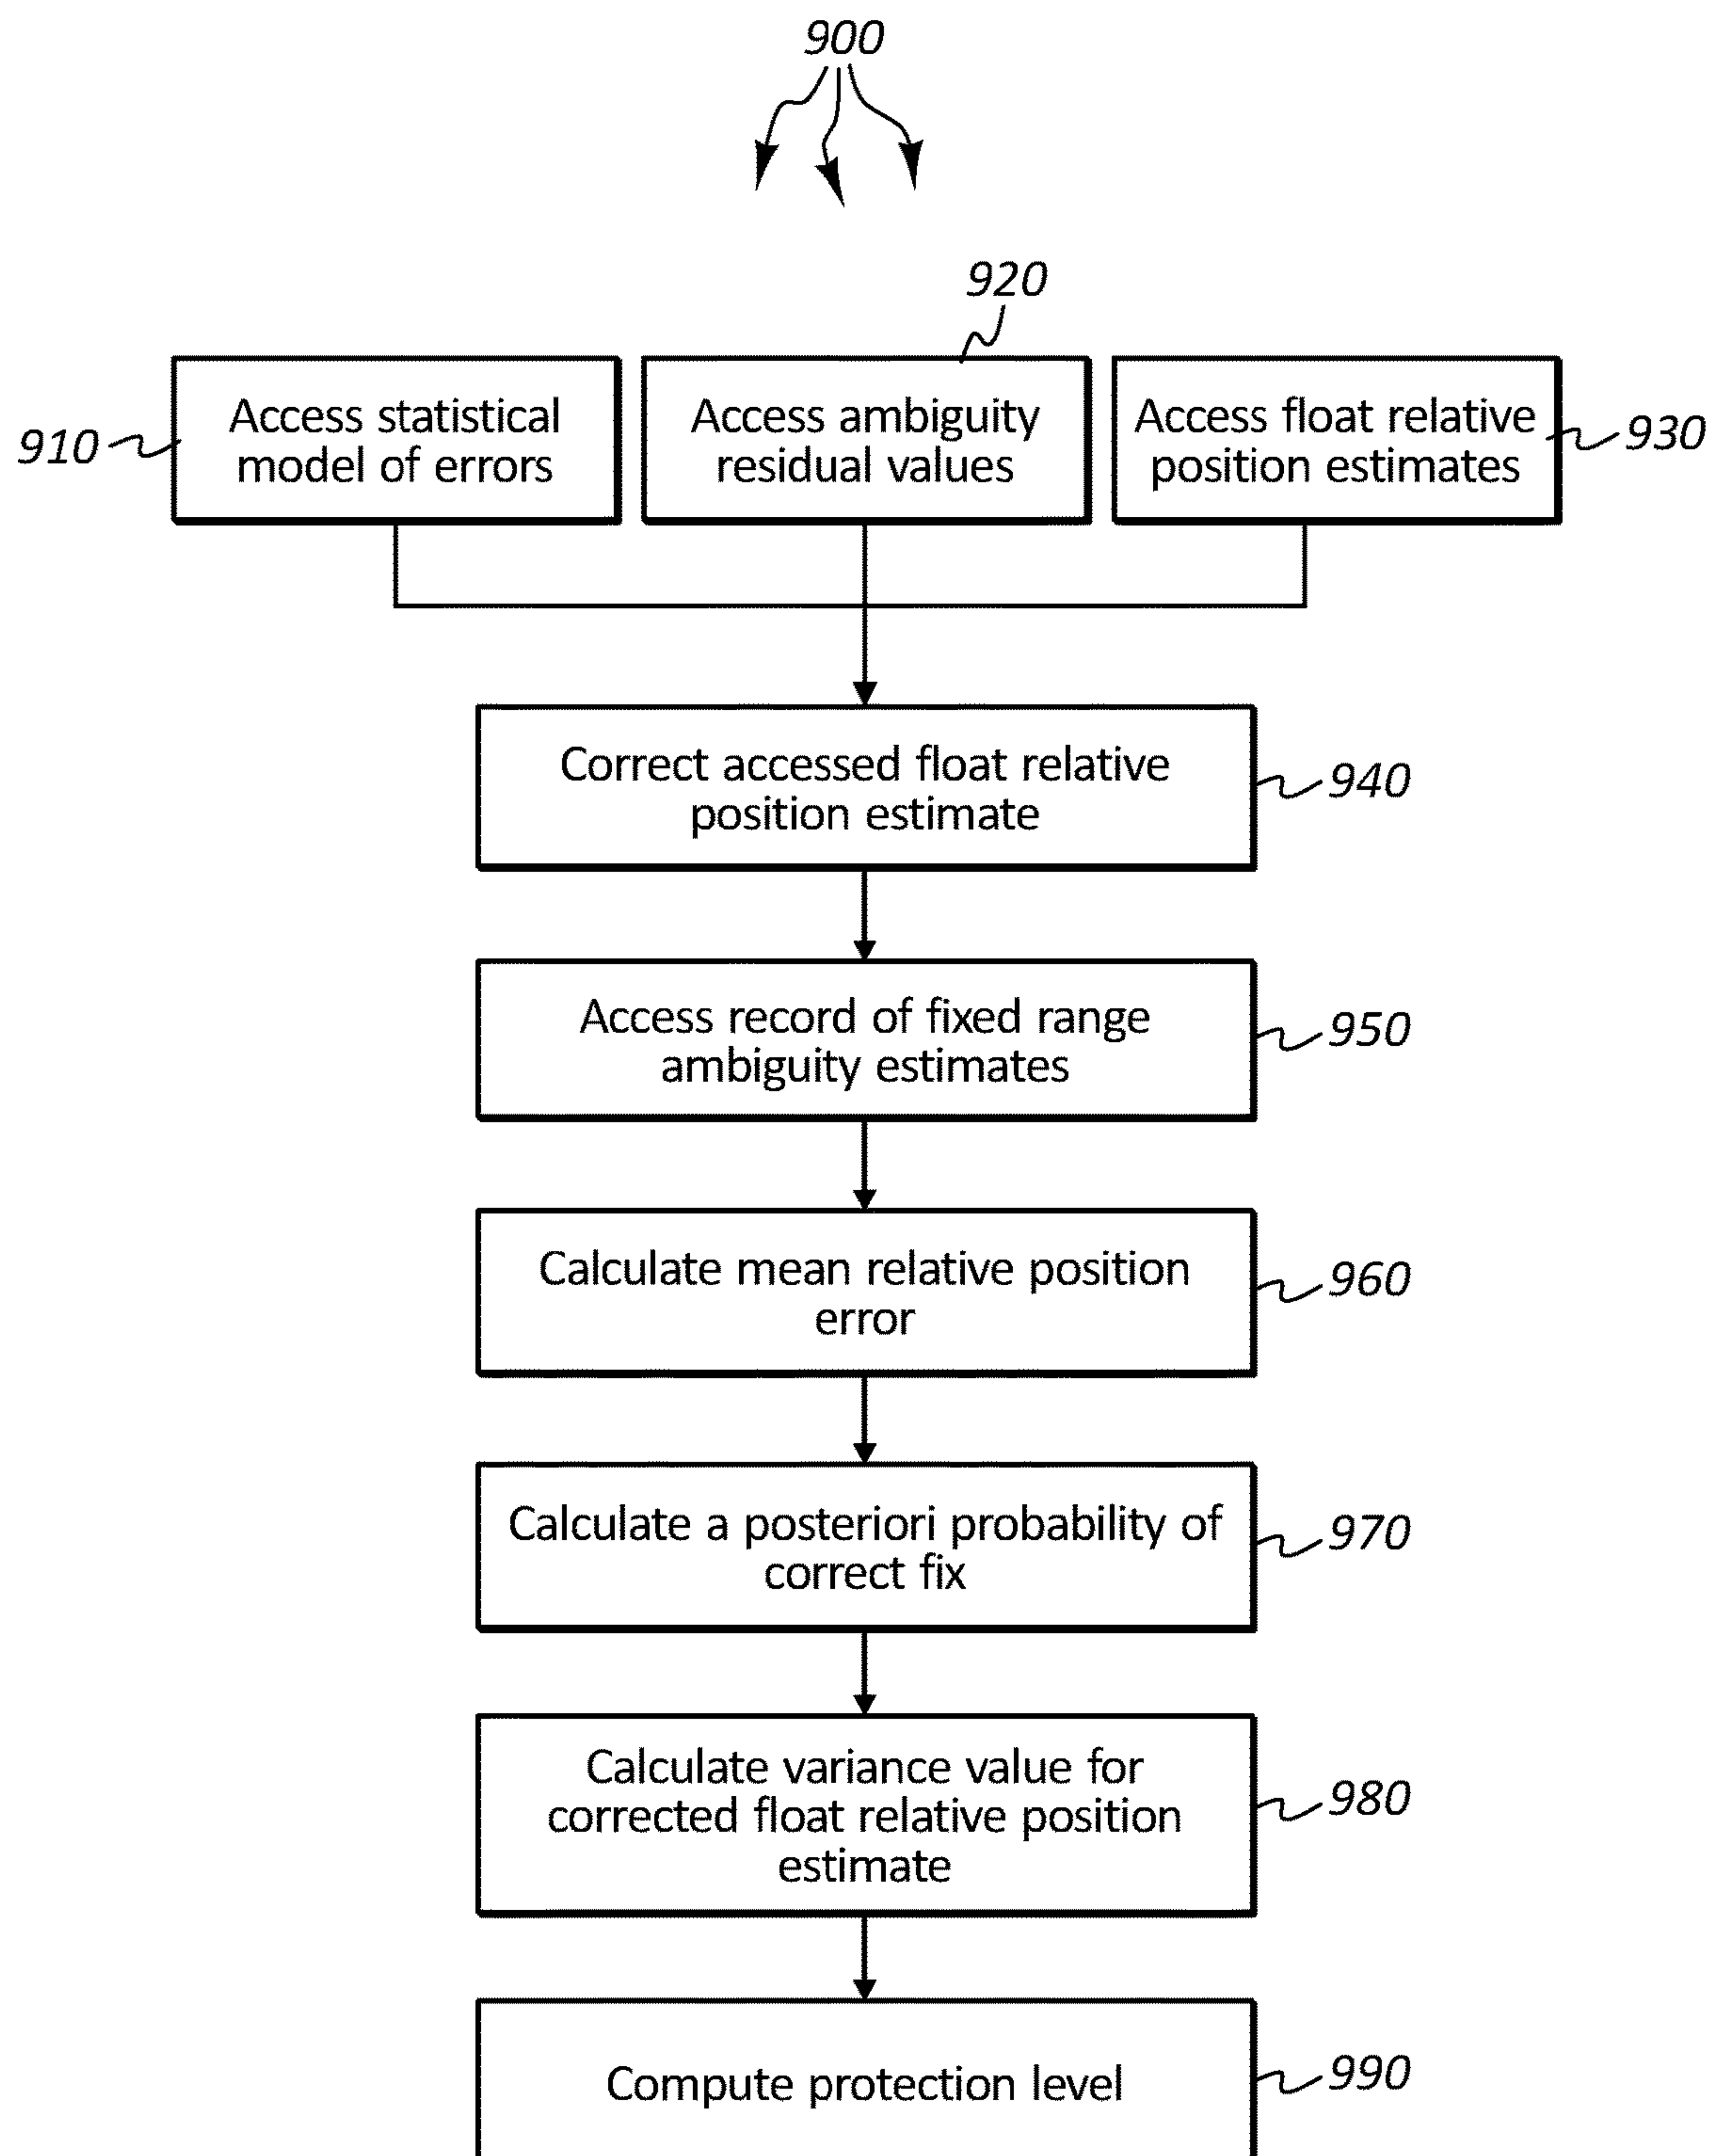 900
920
Access statistical
model of errors
910
Access ambiguity
residual values
Access float relative
position estimates
930
Correct accessed float relative
position estimate
940
Access record of fixed range
ambiguity estimates
950
Calculate mean relative position
error
960
Calculate a posteriori probability of
correct fix
970
Calculate variance value for
corrected float relative position
estimate
980
Compute protection level
990